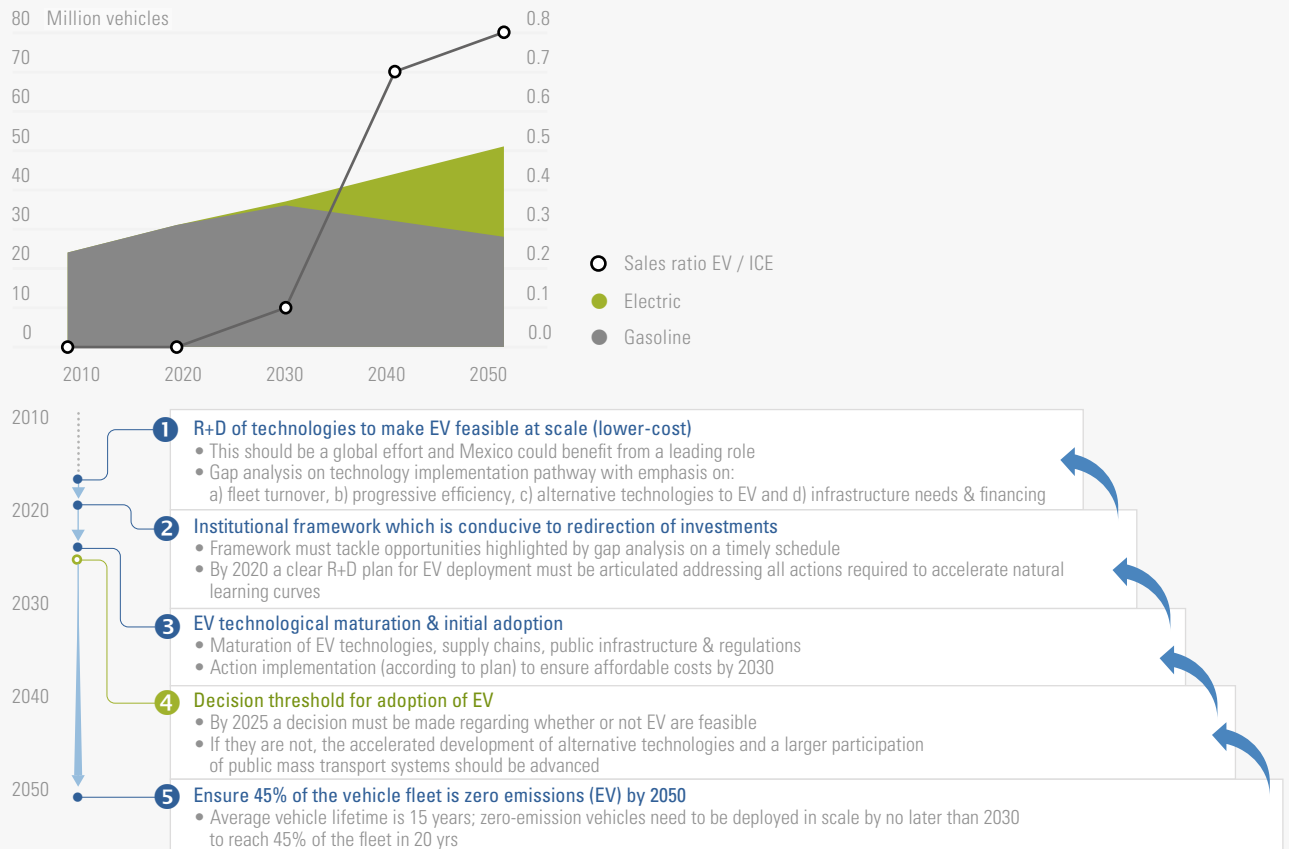 80 Million vehicles 0.8
70 0.7
60 0.6
50 0.5
40 0.4
30 0.3
20 0.2
10 0.1
0 0.0
2010 2020 2030 2040 2050
Sales ratio EV / ICE
Electric
Gasoline
2010
2020
2030
2040
2050
1 R+D of technologies to make EV feasible at scale (lower-cost)
• This should be a global effort and Mexico could benefit from a leading role
• Gap analysis on technology implementation pathway with emphasis on:
a) fleet turnover, b) progressive efficiency, c) alternative technologies to EV and d) infrastructure needs & financing
2 Institutional framework which is conducive to redirection of investments
• Framework must tackle opportunities highlighted by gap analysis on a timely schedule
• By 2020 a clear R+D plan for EV deployment must be articulated addressing all actions required to accelerate natural
learning curves
3 EV technological maturation & initial adoption
• Maturation of EV technologies, supply chains, public infrastructure & regulations
• Action implementation (according to plan) to ensure affordable costs by 2030
4 Decision threshold for adoption of EV
• By 2025 a decision must be made regarding whether or not EV are feasible
• If they are not, the accelerated development of alternative technologies and a larger participation
of public mass transport systems should be advanced
5 Ensure 45% of the vehicle fleet is zero emissions (EV) by 2050
• Average vehicle lifetime is 15 years; zero-emission vehicles need to be deployed in scale by no later than 2030
to reach 45% of the fleet in 20 yrs